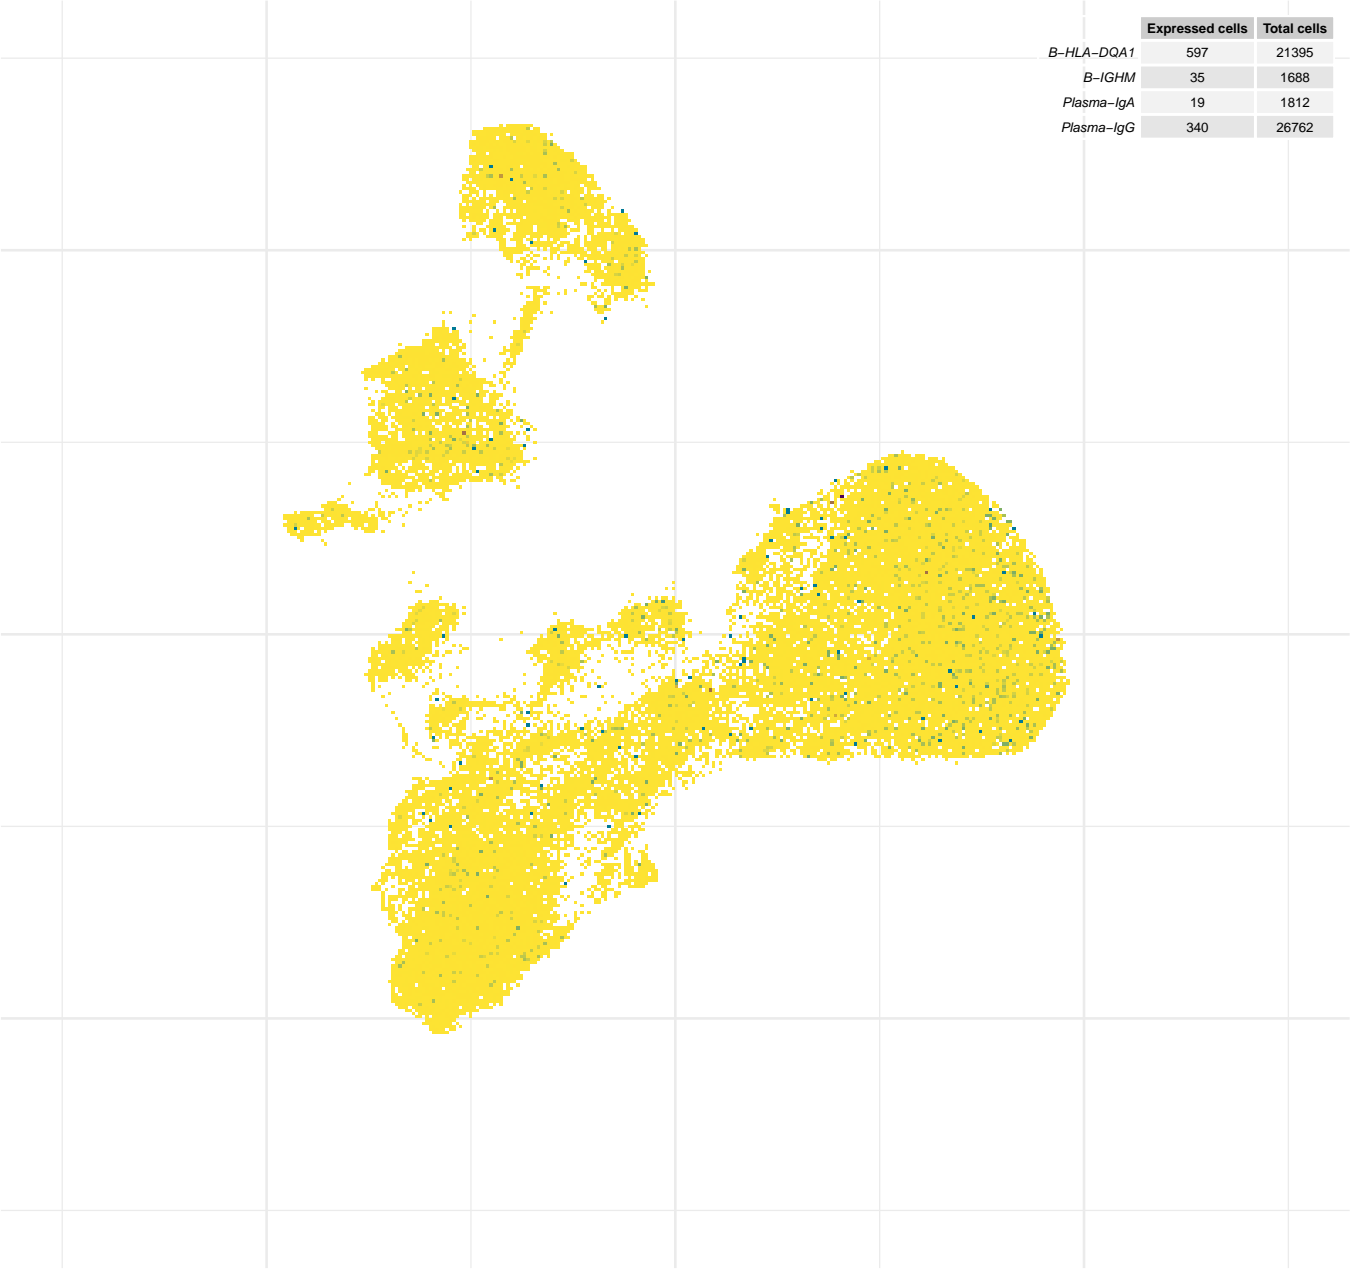 Expressed cells Total cells
B−HLA−DQA1 597 21395
B−IGHM 35 1688
Plasma−IgA 19 1812
Plasma−IgG 340 26762